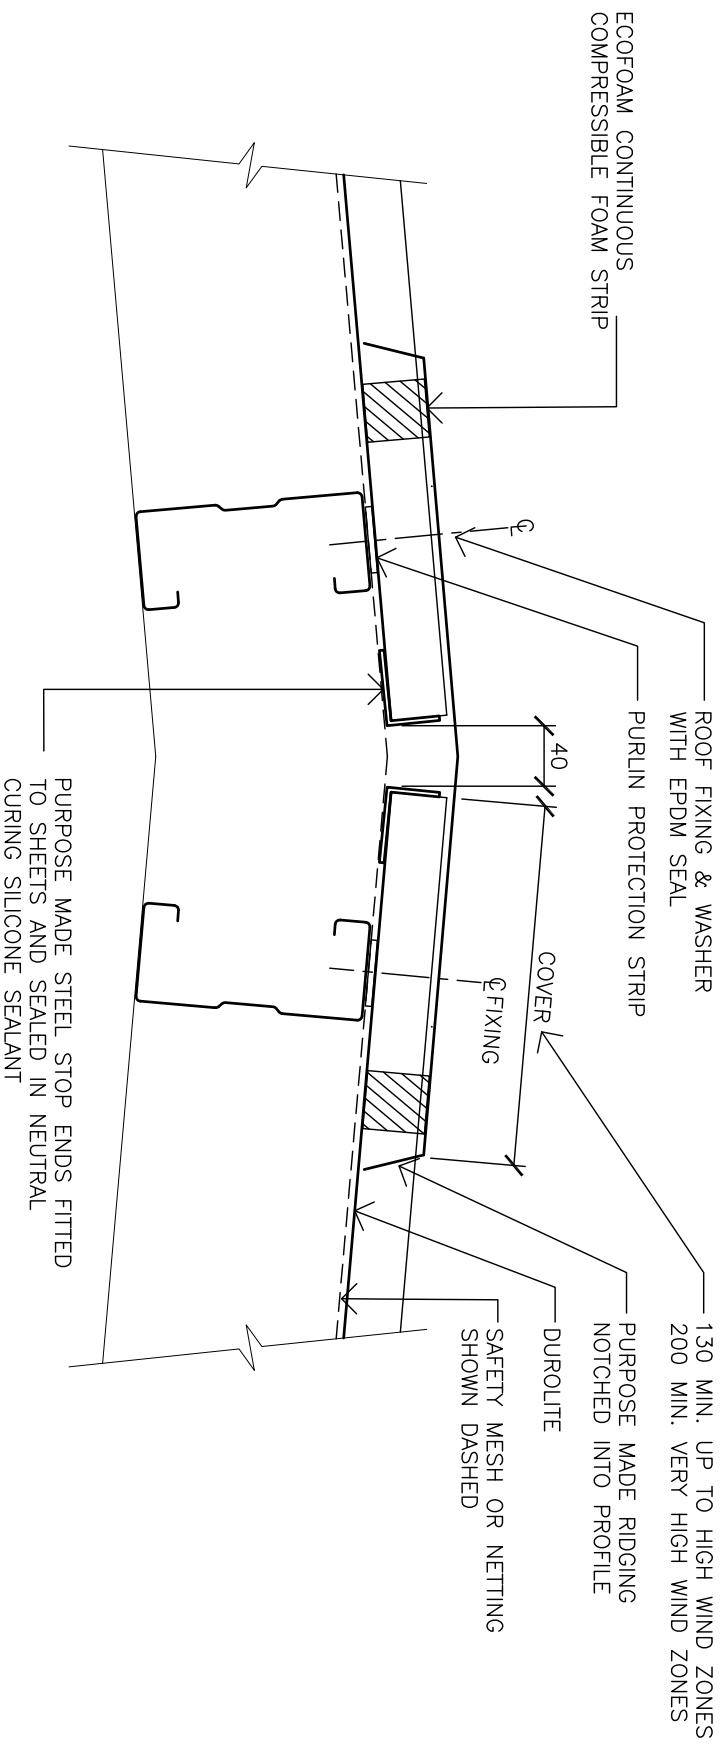 ECOFOAM CONTINUOUS
COMPRESSIBLE FOAM STRIP
ROOF FIXING & WASHER
WITH EPDM SEAL
PURLIN PROTECTION STRIP
130 MIN. UP TO HIGH WIND ZONES
200 MIN. VERY HIGH WIND ZONES
PURPOSE MADE RIDGING
NOTCHED INTO PROFILE
DUROLITE
SAFETY MESH OR NETTING
SHOWN DASHED
40
COVER
℄
℄ FIXING
PURPOSE MADE STEEL STOP ENDS FITTED
TO SHEETS AND SEALED IN NEUTRAL
CURING SILICONE SEALANT